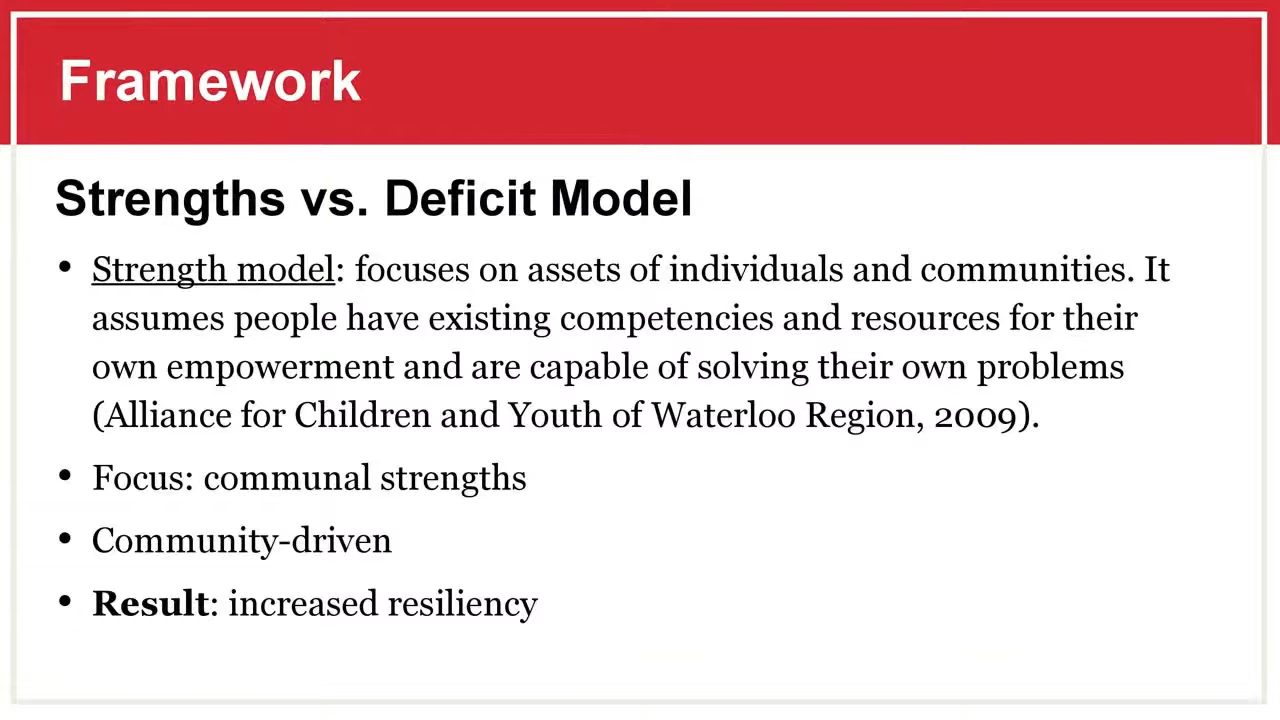 Framework
Strengths vs. Deficit Model
• Strength model: focuses on assets of individuals and communities. It
assumes people have existing competencies and resources for their
own empowerment and are capable of solving their own problems
(Alliance for Children and Youth of Waterloo Region, 2009).
• Focus: communal strengths
• Community-driven
• Result: increased resiliency